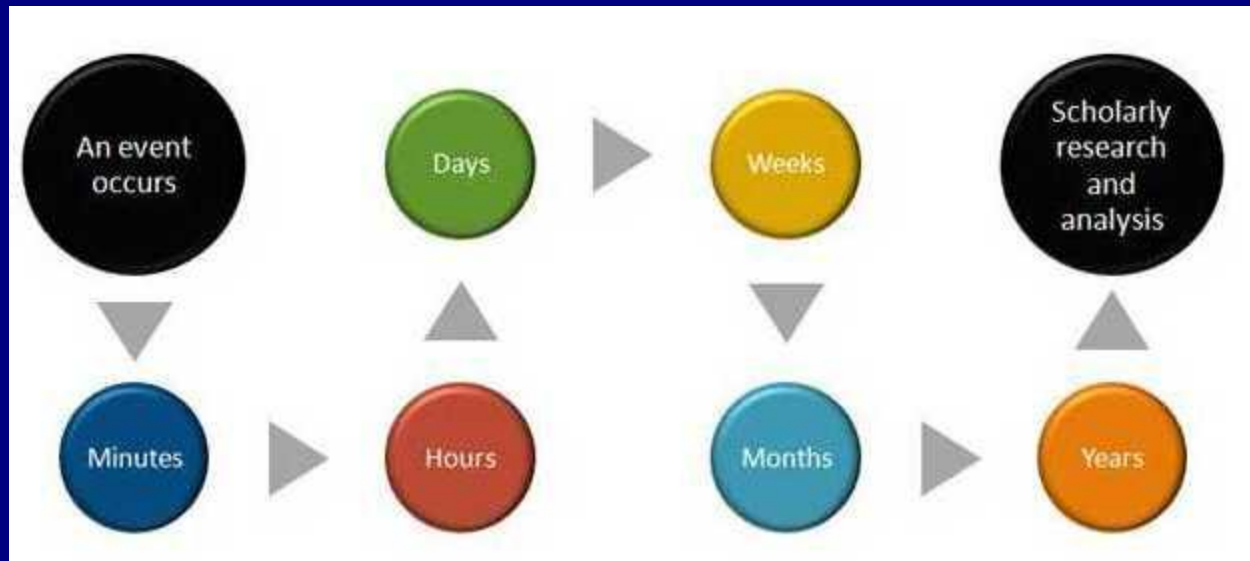 An event
occurs
Minutes
Hours
Days
Weeks
Months
Years
Scholarly
research
and
analysis